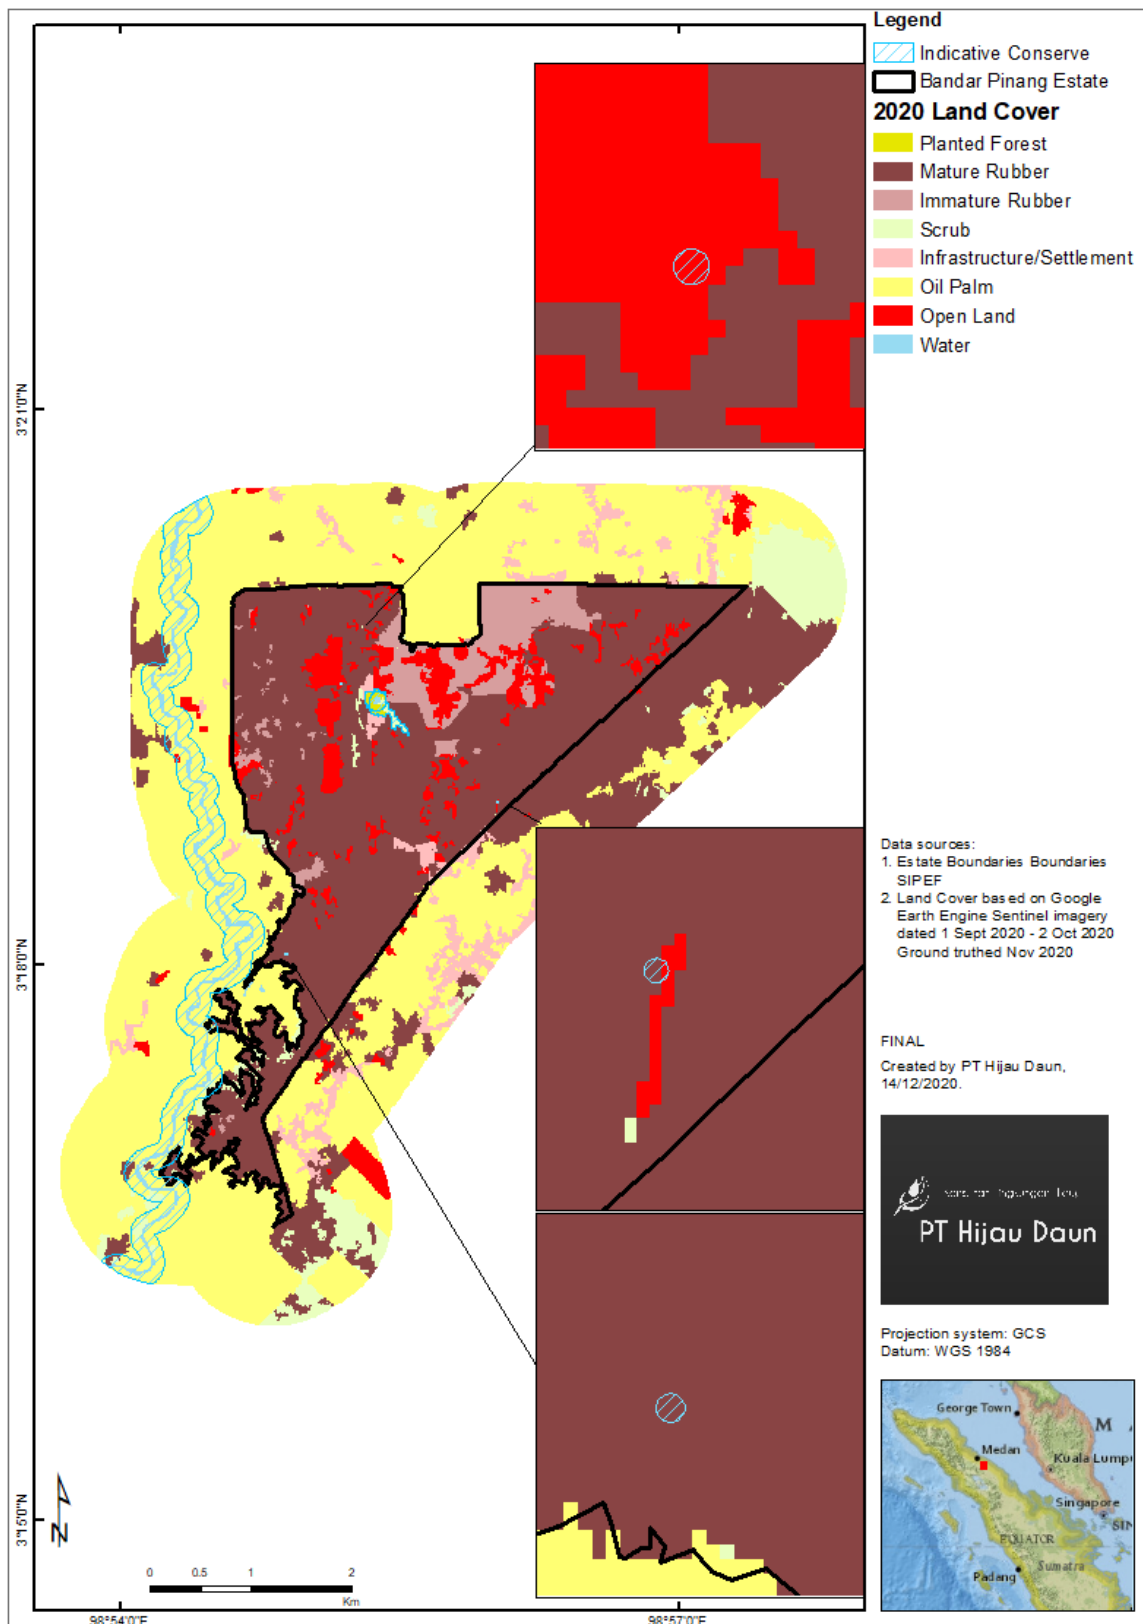 Legend
Indicative Conserve
Bandar Pinang Estate
2020 Land Cover
Planted Forest
Mature Rubber
Immature Rubber
Scrub
Infrastructure/Settlement
Oil Palm
Open Land
Water
3°21'0"N
3°18'0"N
3°15'0"N
98°54'0"E
98°57'0"E
0 0.5 1 2
Km
N
Data sources:
1. Estate Boundaries Boundaries
SIPEF
2. Land Cover based on Google
Earth Engine Sentinel imagery
dated 1 Sept 2020 - 2 Oct 2020
Ground truthed Nov 2020
FINAL
Created by PT Hijau Daun,
14/12/2020.
PT Hijau Daun
Projection system: GCS
Datum: WGS 1984
George Town
M
Medan
Kuala Lumpu
Singapore
SIN
EQUATOR
Sumatra
Padang